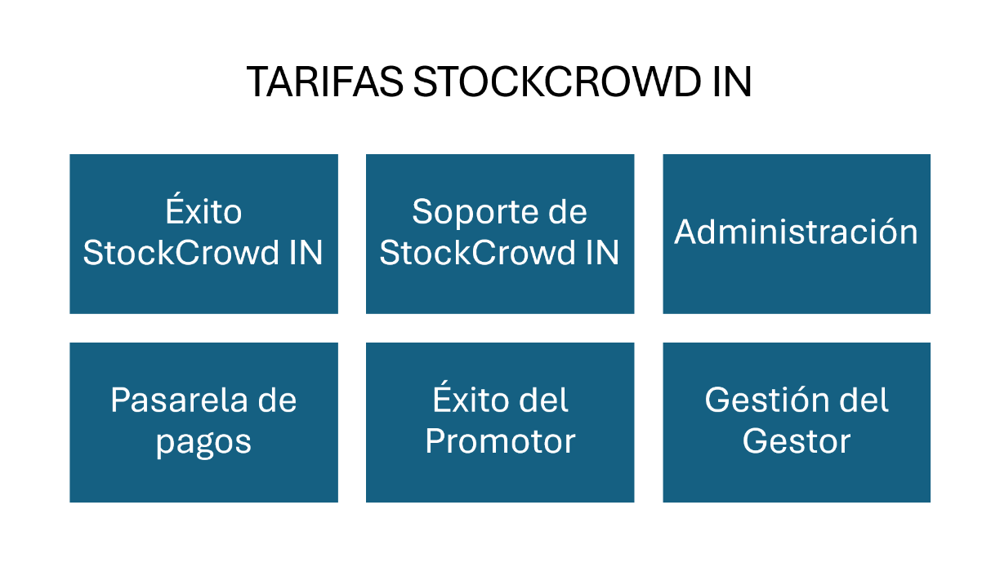 TARIFAS STOCKCROWD IN
Éxito
StockCrowd IN
Soporte de
StockCrowd IN
Administración
Pasarela de
pagos
Éxito del
Promotor
Gestión del
Gestor